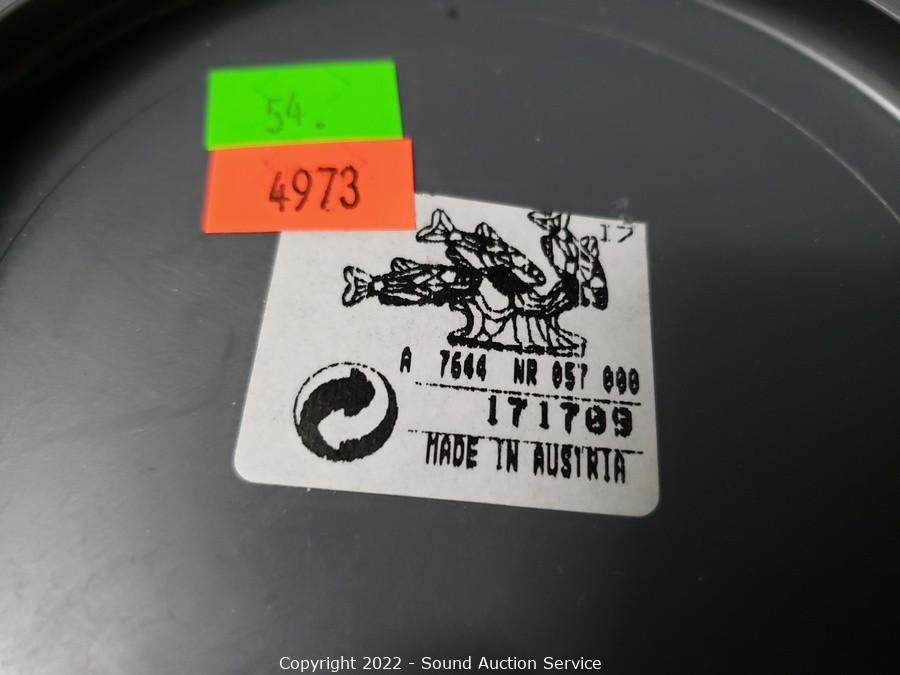 54.
4973
17
A 7644 NR 057 000
171709
MADE IN AUSTRIA
Copyright 2022 - Sound Auction Service